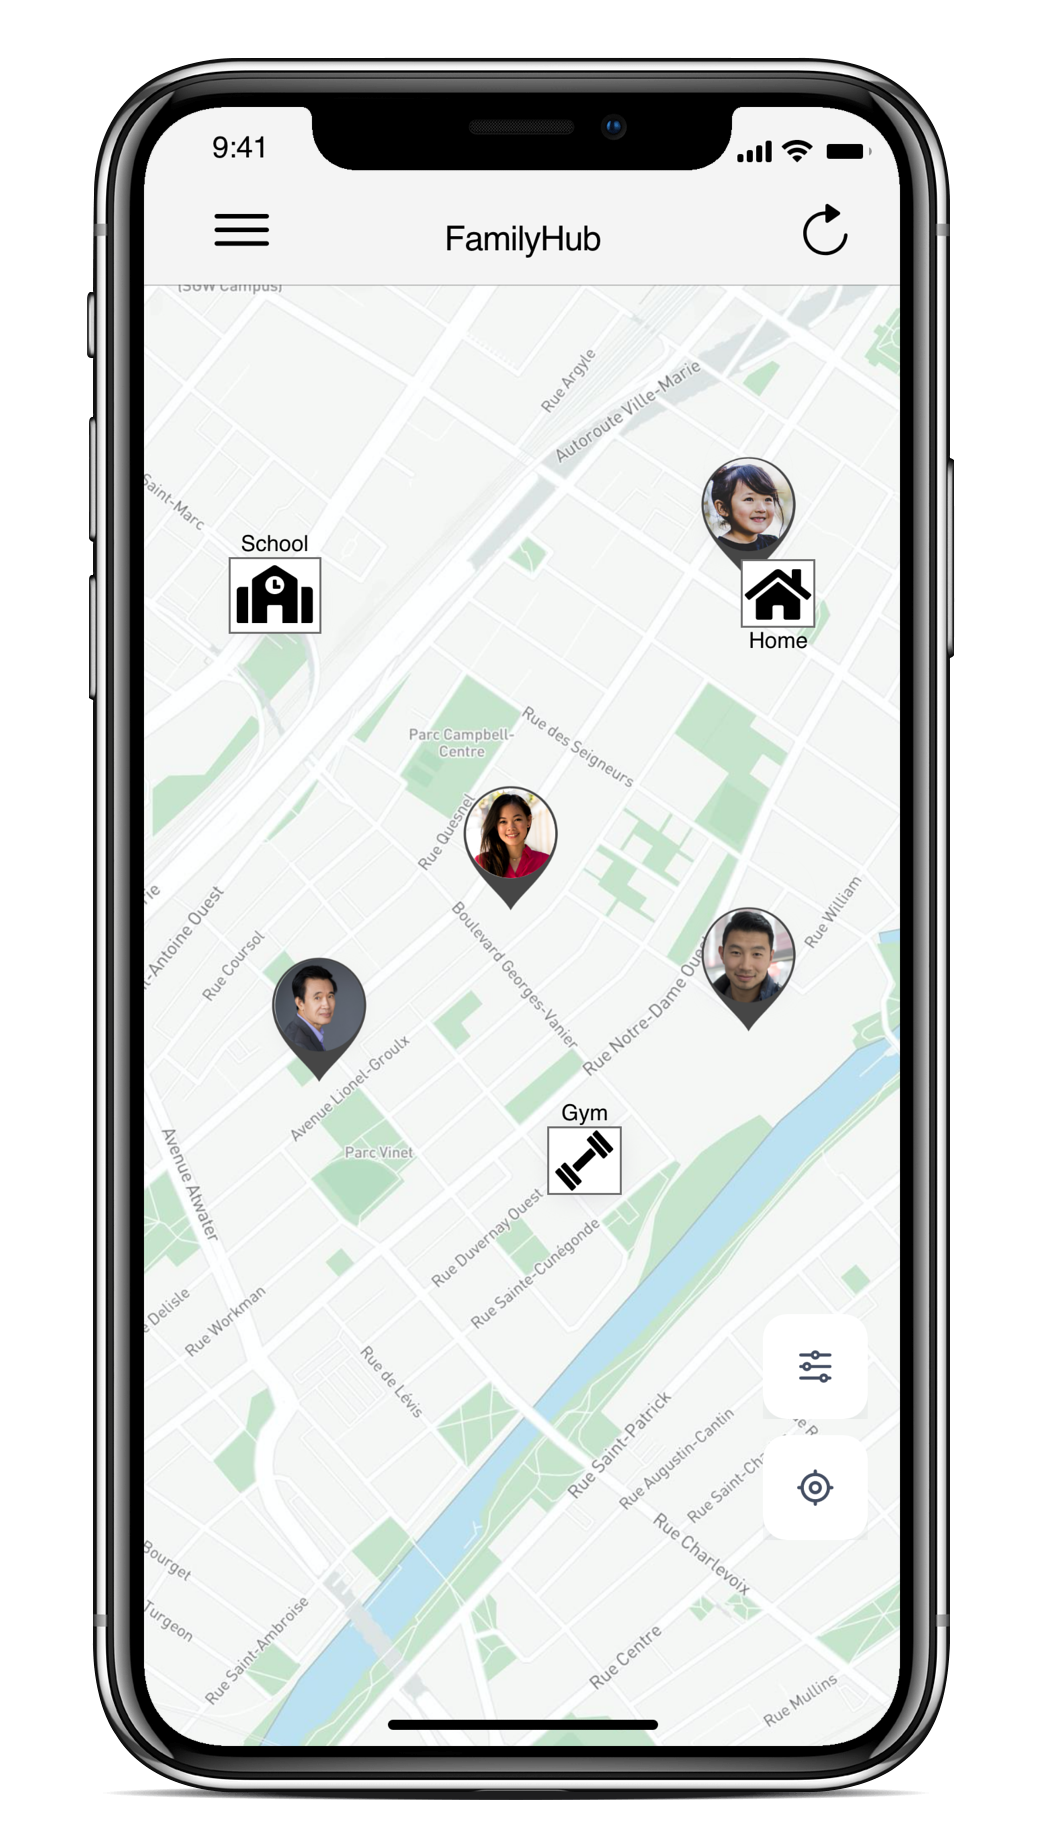 9:41
FamilyHub
(SGW Campus)
Rue Argyle
Autoroute Ville-Marie
Saint-Marc
School
Home
Parc Campbell-
Centre
Rue des Seigneurs
Rue Quesnel
rie
t-Antoine Ouest
Rue Coursol
Boulevard Georges-Vanier
Rue Notre-Dame Oues
Rue William
Avenue Lionel-Groulx
Gym
Avenue Atwater
Parc Vinet
Rue Duvernay Ouest
Rue Sainte-Cunégonde
e Delisle
Rue Workman
Rue de Lévis
Rue Saint-Patrick
Rue Augustin-Cantin
Rue Saint-Cha
e R
Rue Charlevoix
Bourget
Turgeon
Rue Saint-Ambroise
Rue Centre
Rue Mullins